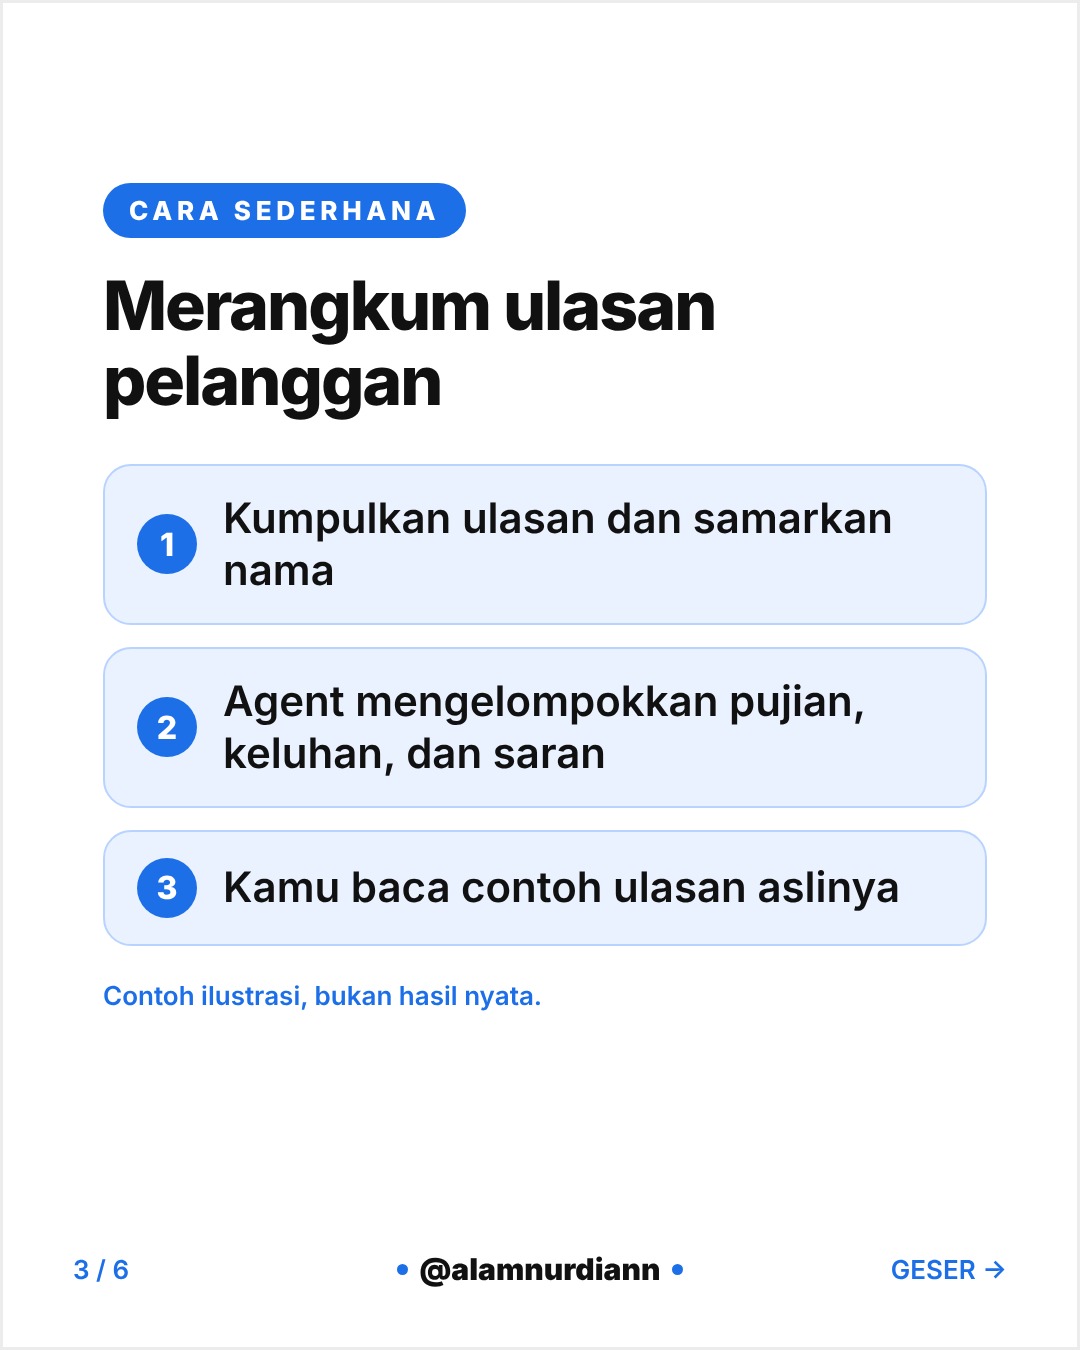 CARA SEDERHANA
Merangkum ulasan
pelanggan
1
Kumpulkan ulasan dan samarkan
nama
2
Agent mengelompokkan pujian,
keluhan, dan saran
3
Kamu baca contoh ulasan aslinya
Contoh ilustrasi, bukan hasil nyata.
3 / 6
• @alamnurdiann •
GESER →